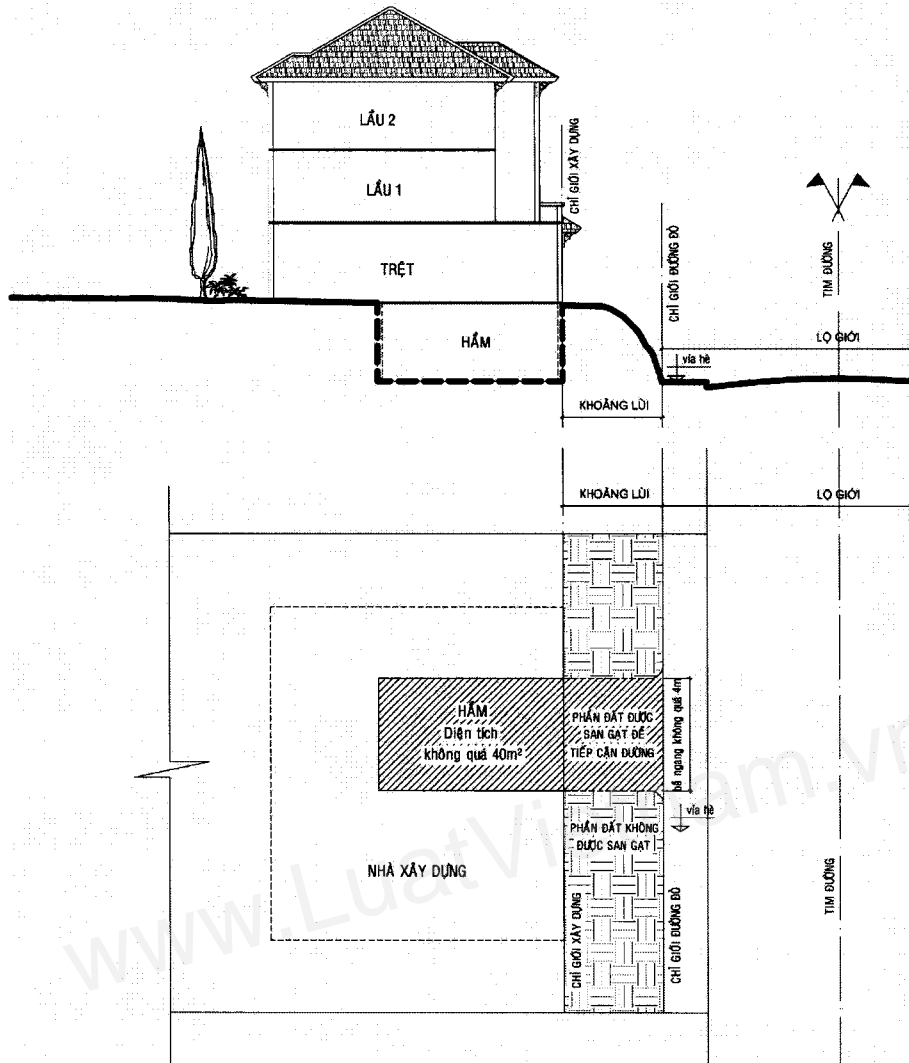 LẦU 2
LẦU 1
TRỆT
HẦM
CHỈ GIỚI XÂY DỰNG
CHỈ GIỚI ĐƯỜNG ĐỎ
TIM ĐƯỜNG
LỘ GIỚI
vỉa hè
KHOẢNG LÙI
KHOẢNG LÙI
LỘ GIỚI
HẦM
Diện tích
không quá 40m²
PHẦN ĐẤT ĐƯỢC
SAN GẠT ĐỂ
TIẾP CẬN ĐƯỜNG
bề ngang không quá 4m
vỉa hè
PHẦN ĐẤT KHÔNG
ĐƯỢC SAN GẠT
NHÀ XÂY DỰNG
CHỈ GIỚI XÂY DỰNG
CHỈ GIỚI ĐƯỜNG ĐỎ
TIM ĐƯỜNG
www.LuatVietnam.vn